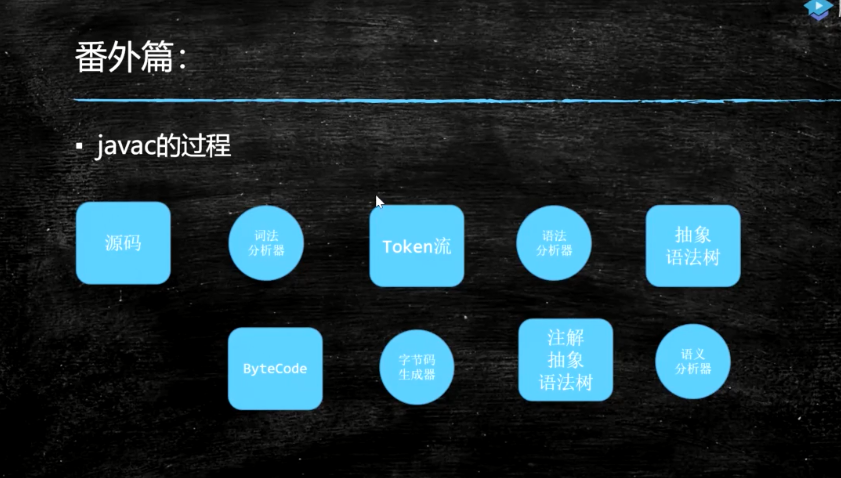 番外篇：
▪ javac的过程
源码
词法
分析器
Token流
语法
分析器
抽象
语法树
ByteCode
字节码
生成器
注解
抽象
语法树
语义
分析器